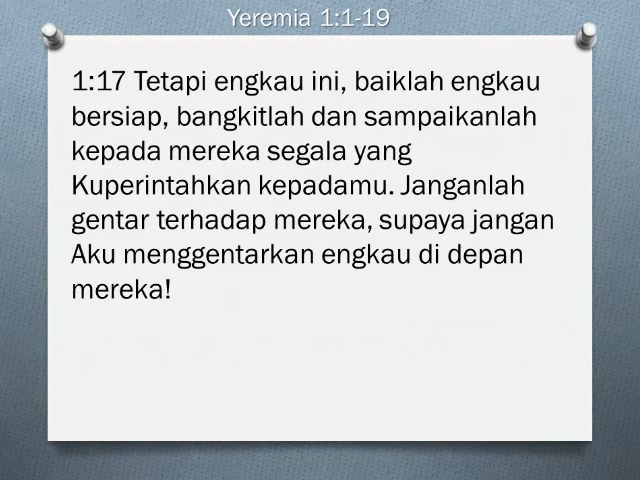 Yeremia 1:1-19
1:17 Tetapi engkau ini, baiklah engkau
bersiap, bangkitlah dan sampaikanlah
kepada mereka segala yang
Kuperintahkan kepadamu. Janganlah
gentar terhadap mereka, supaya jangan
Aku menggentarkan engkau di depan
mereka!